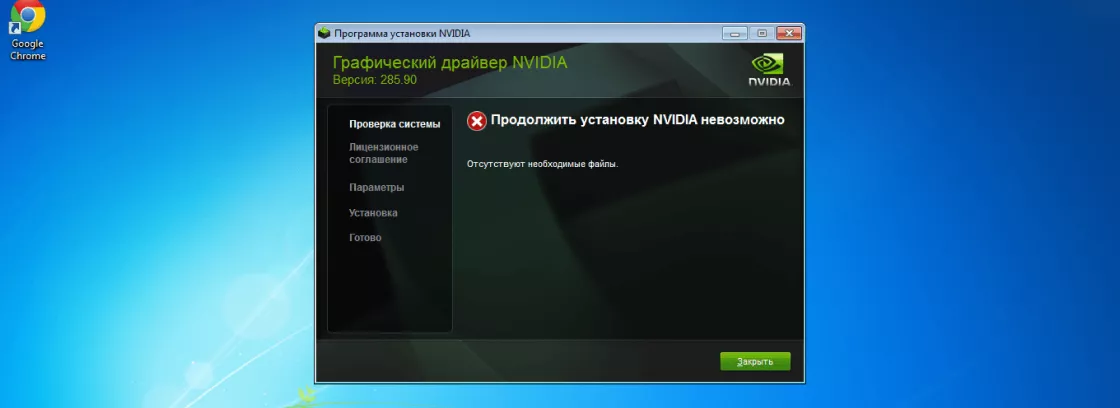 Google
Chrome
Программа установки NVIDIA
Графический драйвер NVIDIA
Версия: 285.90
NVIDIA.
Проверка системы
Лицензионное
соглашение
Параметры
Установка
Готово
Продолжить установку NVIDIA невозможно
Отсутствуют необходимые файлы.
Закрыть